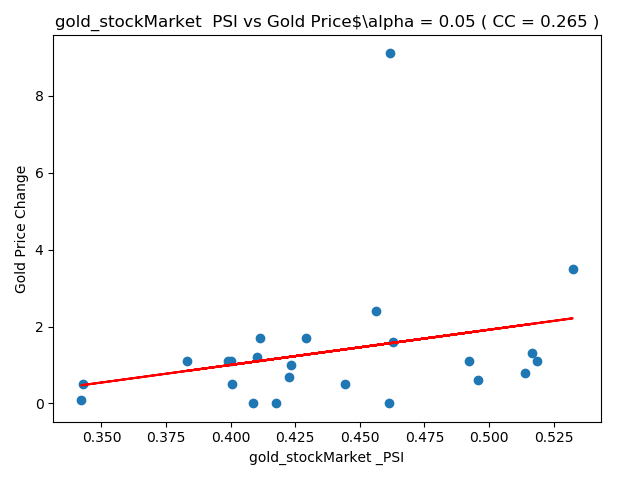 gold_stockMarket  PSI vs Gold Price$\alpha = 0.05 ( CC = 0.265 )
Gold Price Change
8
6
4
2
0
0.350 0.375 0.400 0.425 0.450 0.475 0.500 0.525
gold_stockMarket _PSI